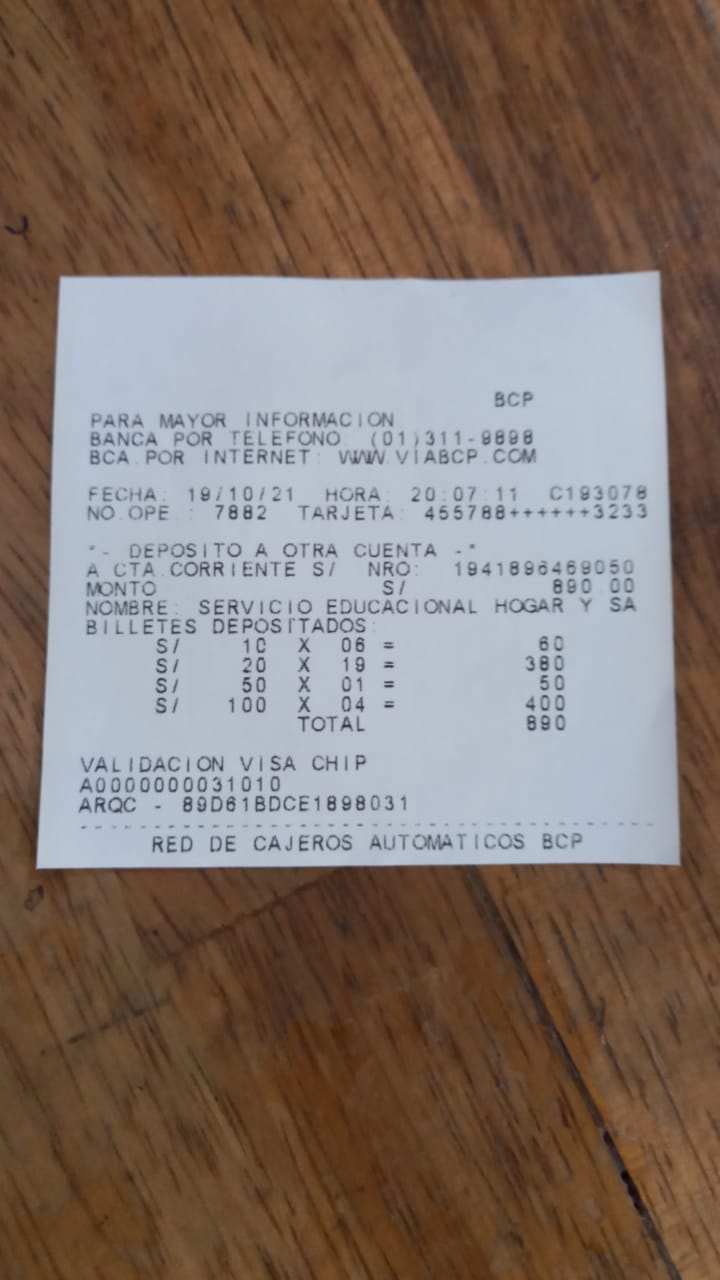 BCP
PARA MAYOR INFORMACION
BANCA POR TELEFONO: (01)311-9898
BCA.POR INTERNET: WWW.VIABCP.COM
FECHA: 19/10/21 HORA: 20:07:11 C193078
NO.OPE.: 7882 TARJETA: 455788++++++3233
*- DEPOSITO A OTRA CUENTA -*
A CTA.CORRIENTE S/ NRO: 1941896469050
MONTO S/ 890.00
NOMBRE: SERVICIO EDUCACIONAL HOGAR Y SA
BILLETES DEPOSITADOS:
S/ 10 X 06 = 60
S/ 20 X 19 = 380
S/ 50 X 01 = 50
S/ 100 X 04 = 400
TOTAL 890
VALIDACION VISA CHIP
A0000000031010
ARQC - 89D61BDCE1898031
RED DE CAJEROS AUTOMATICOS BCP